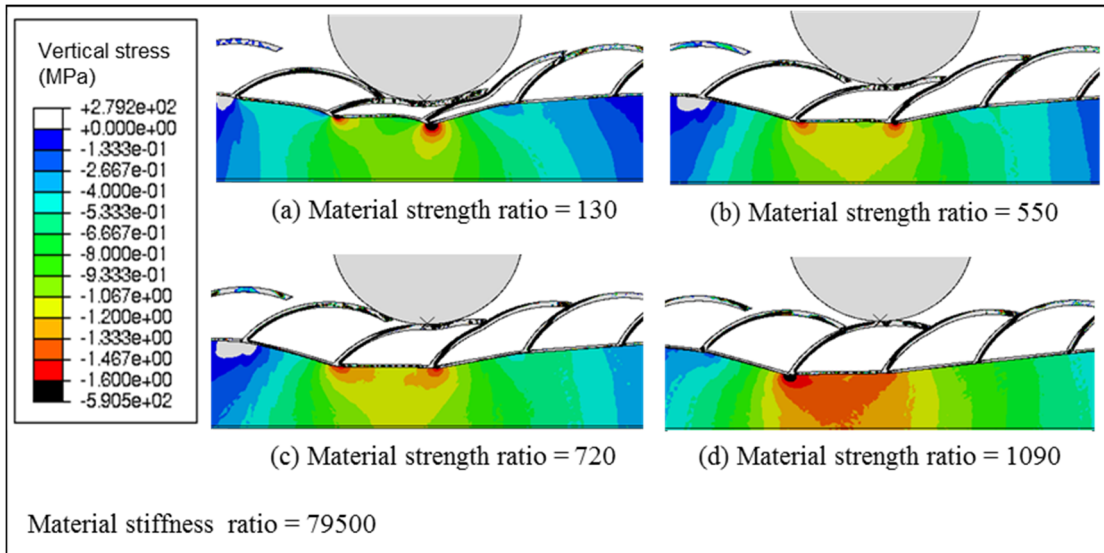 Vertical stress
(MPa)
+2.792e+02
+0.000e+00
-1.333e-01
-2.667e-01
-4.000e-01
-5.333e-01
-6.667e-01
-8.000e-01
-9.333e-01
-1.067e+00
-1.200e+00
-1.333e+00
-1.467e+00
-1.600e+00
-5.905e+02
(a) Material strength ratio = 130
(b) Material strength ratio = 550
(c) Material strength ratio = 720
(d) Material strength ratio = 1090
Material stiffness ratio = 79500